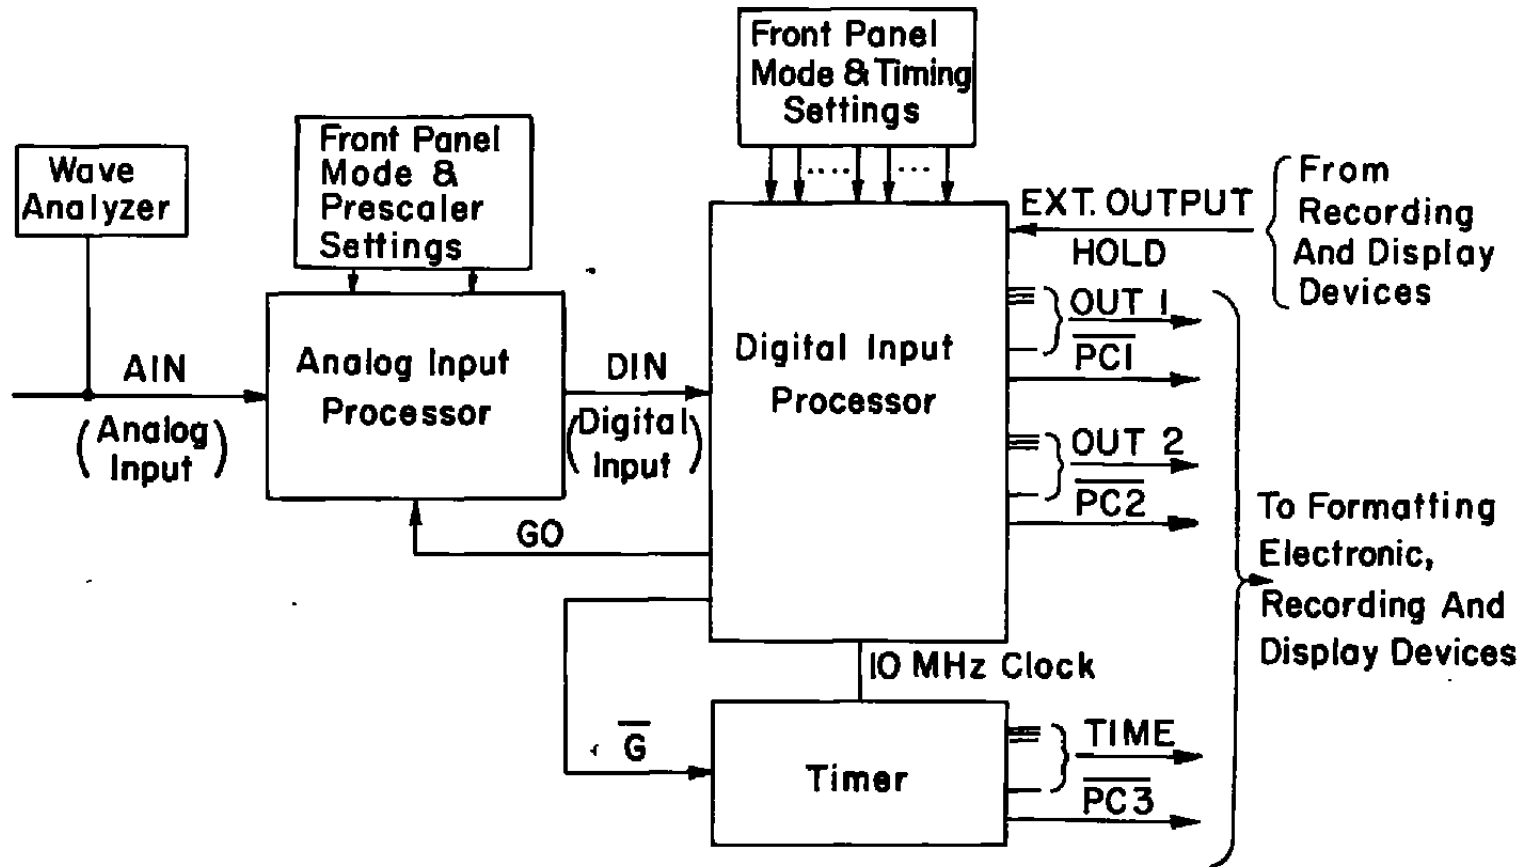 Front Panel
Mode & Timing
Settings
Front Panel
Mode &
Prescaler
Settings
Wave
Analyzer
From
Recording
And Display
Devices
EXT. OUTPUT
HOLD
OUT 1
PC1
Digital Input
Processor
Analog Input
Processor
AIN
(Analog
Input)
DIN
(Digital
Input)
OUT 2
PC2
GO
To Formatting
Electronic,
Recording And
Display Devices
10 MHz Clock
G
Timer
TIME
PC3